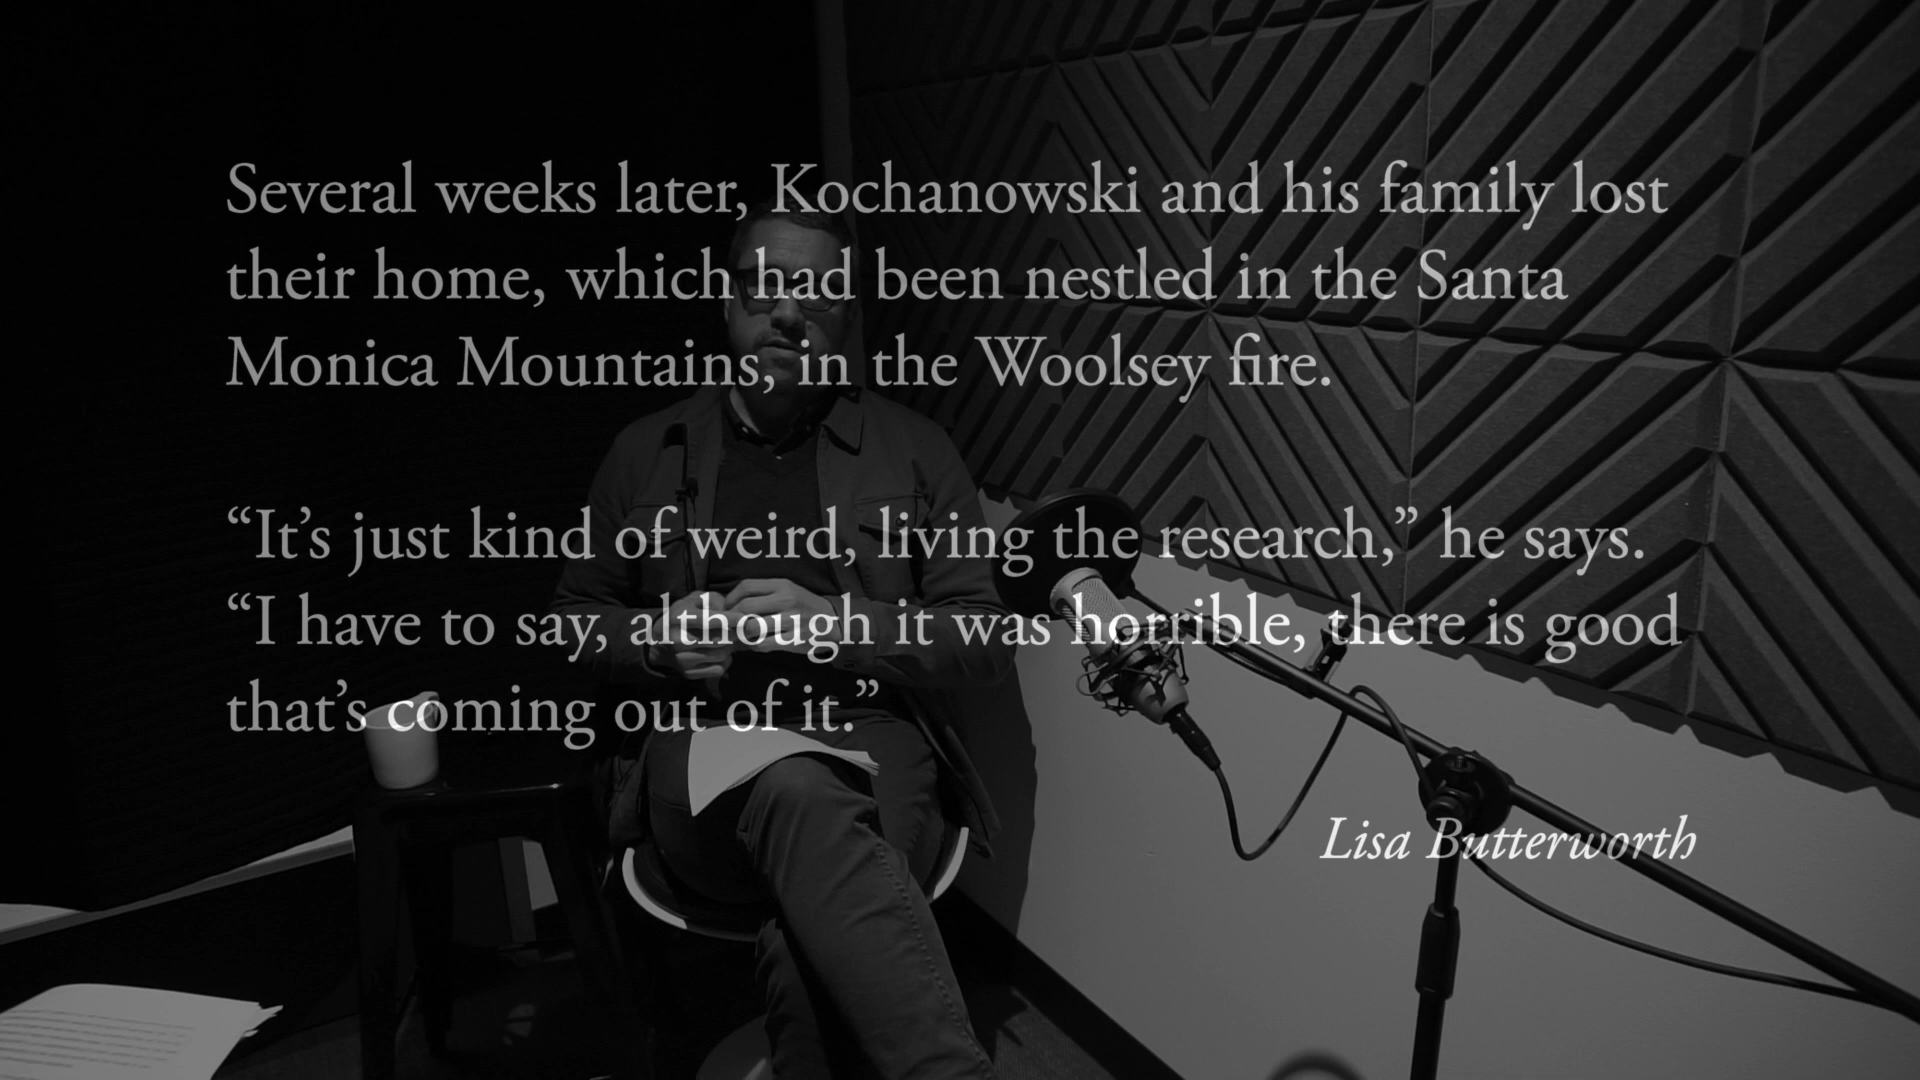 Several weeks later, Kochanowski and his family lost
their home, which had been nestled in the Santa
Monica Mountains, in the Woolsey fire.
“It’s just kind of weird, living the research,” he says.
“I have to say, although it was horrible, there is good
that’s coming out of it.”
Lisa Butterworth